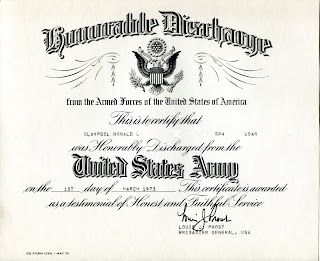 Honorable Discharge
from the Armed Forces of the United States of America
This is to certify that
CLAYPOOL RONALD L SP4 USAR
was Honorably Discharged from the
United States Army
on the 1ST day of MARCH 1973 This certificate is awarded
as a testimonial of Honest and Faithful Service
LOUIS J. PROST
BRIGADIER GENERAL, USA
DD FORM 256A, 1 MAY 50